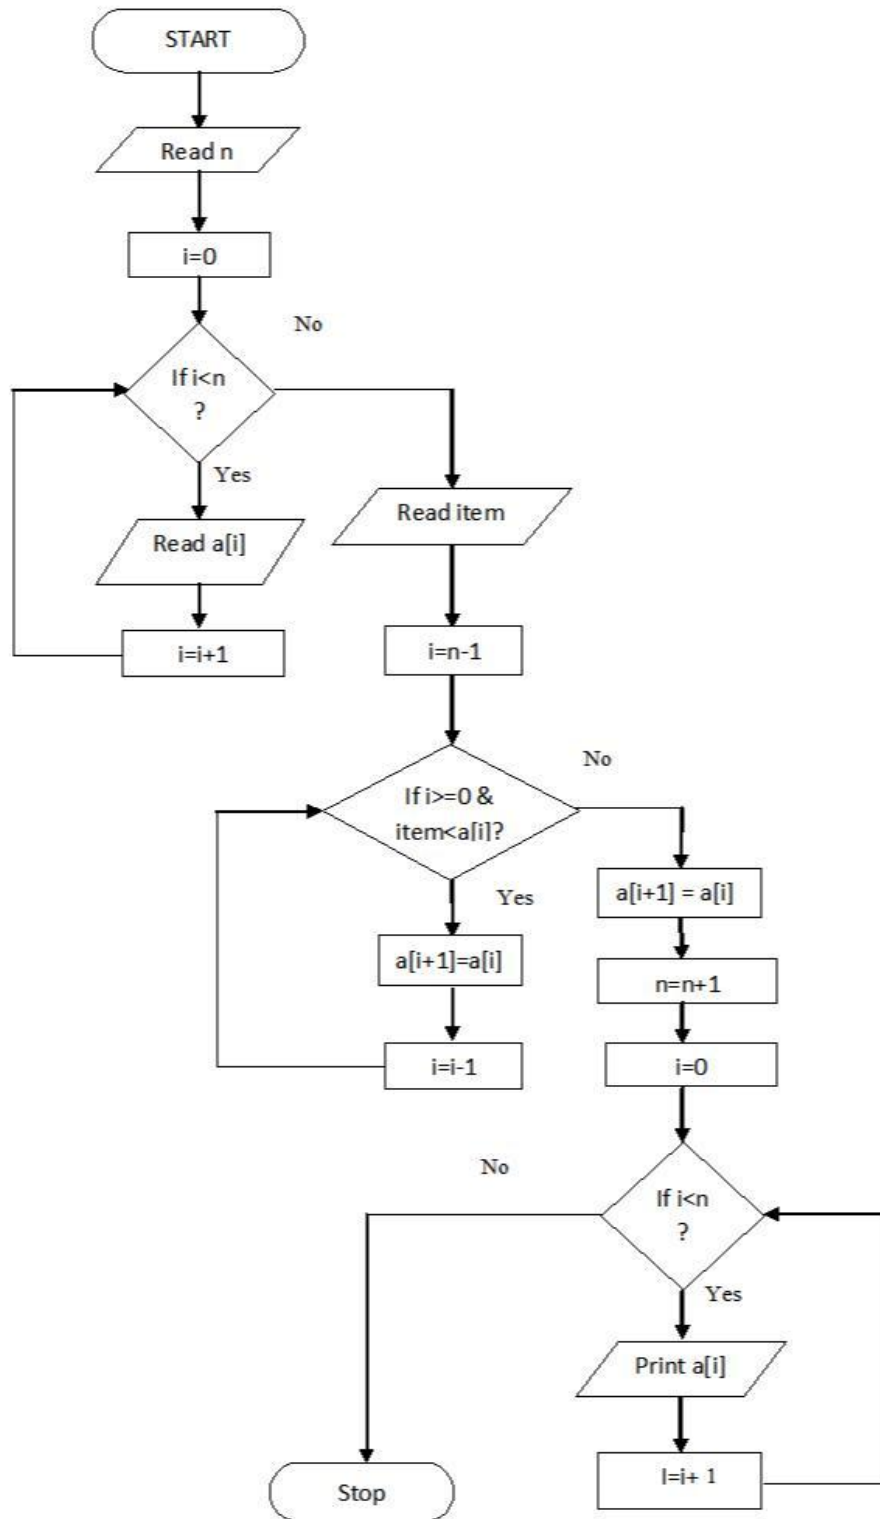 START
Read n
i=0
No
If i<n
?
Yes
Read a[i]
i=i+1
Read item
i=n-1
No
If i>=0 &
item<a[i]?
Yes
a[i+1]=a[i]
i=i-1
a[i+1] = a[i]
n=n+1
i=0
No
If i<n
?
Yes
Print a[i]
I=i+ 1
Stop